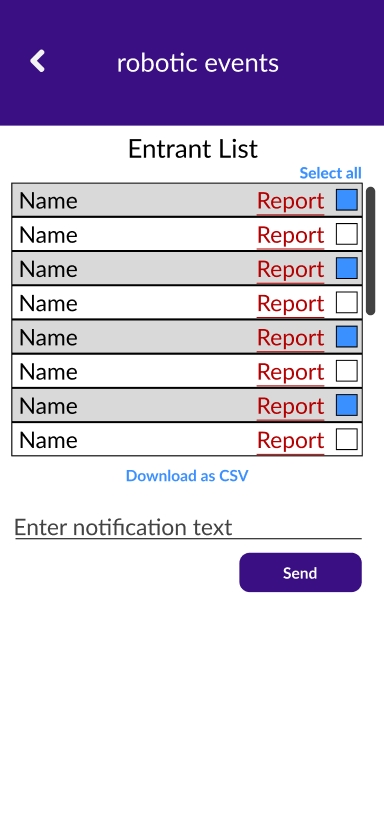 robotic events
Entrant List
Select all
Name Report
Name Report
Name Report
Name Report
Name Report
Name Report
Name Report
Name Report
Download as CSV
Enter notification text
Send